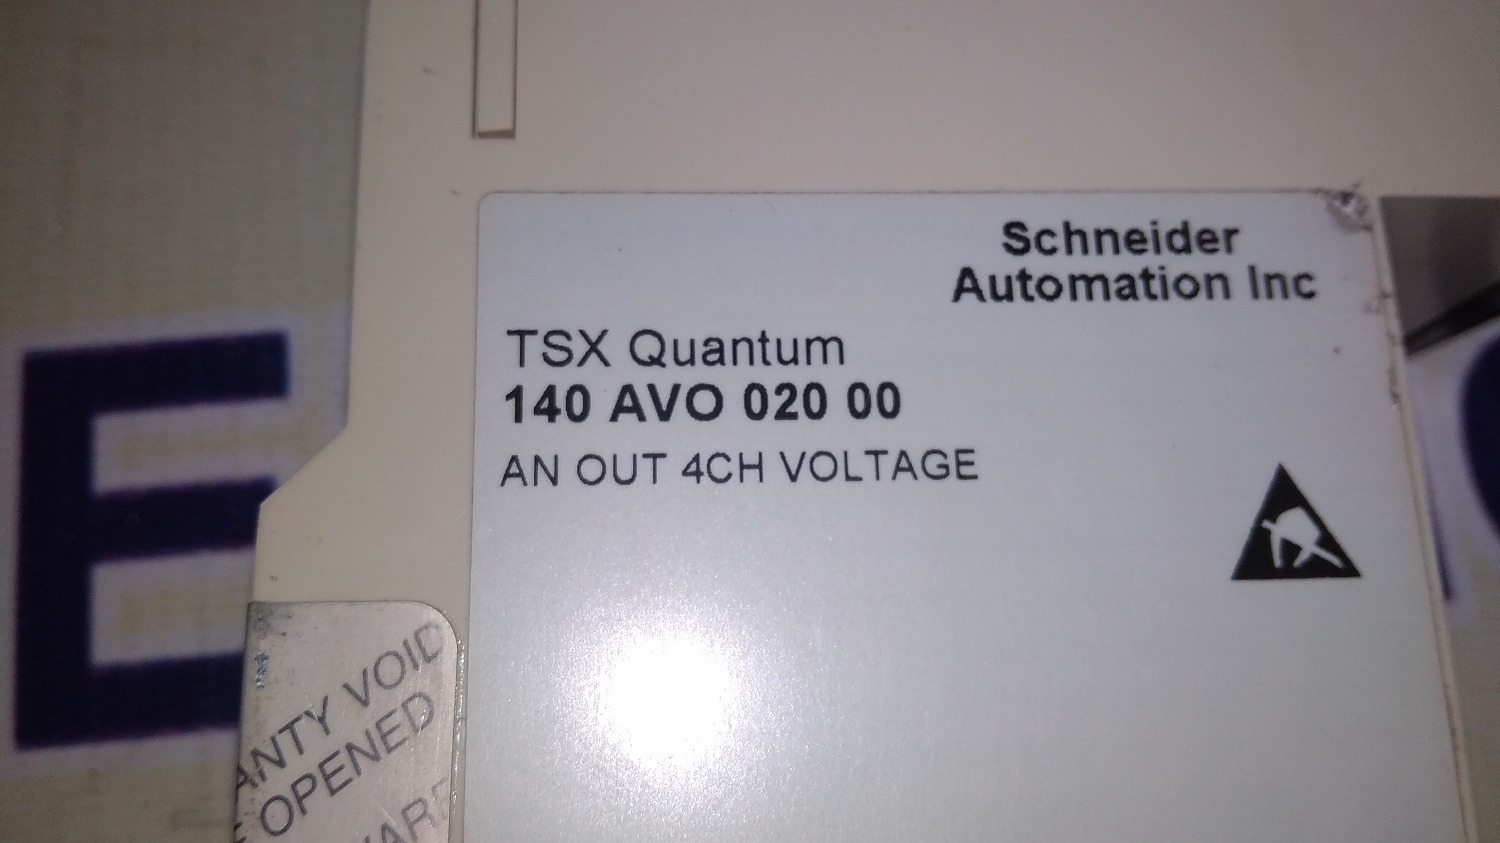 Schneider
Automation Inc
TSX Quantum
140 AVO 020 00
AN OUT 4CH VOLTAGE
E
VOID
OPENED